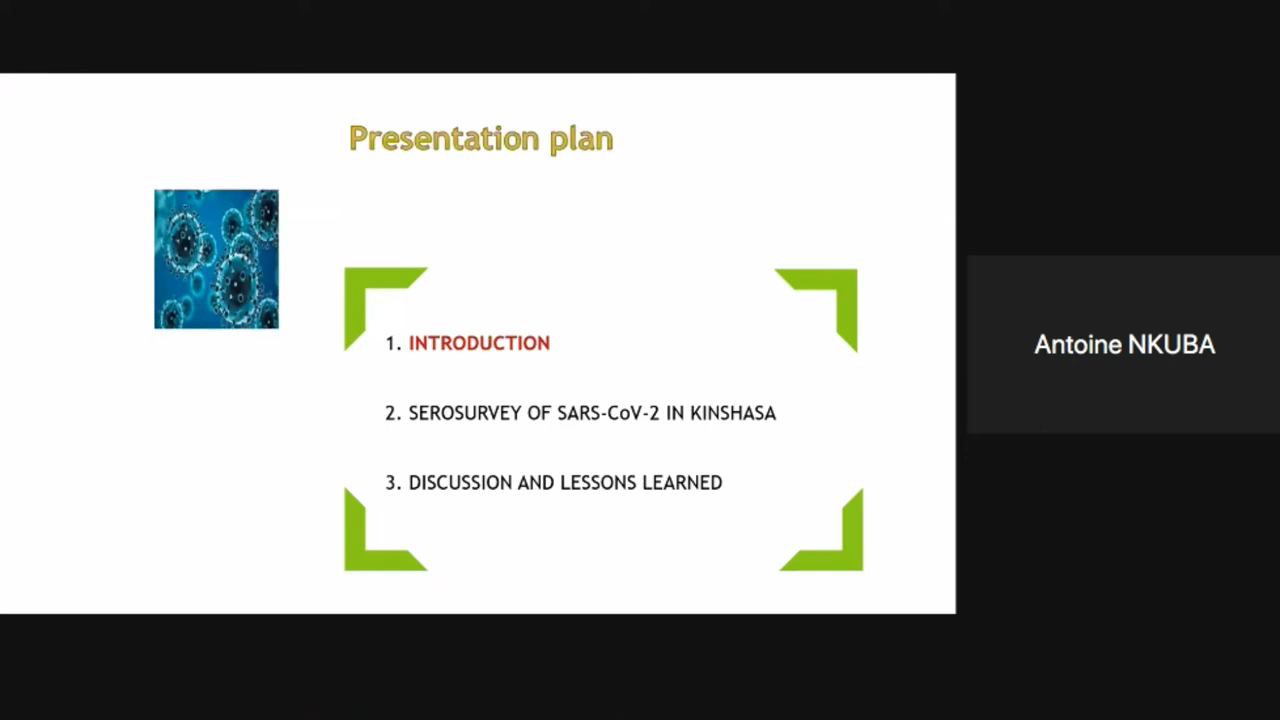 Presentation plan
1. INTRODUCTION
2. SEROSURVEY OF SARS-CoV-2 IN KINSHASA
3. DISCUSSION AND LESSONS LEARNED
Antoine NKUBA